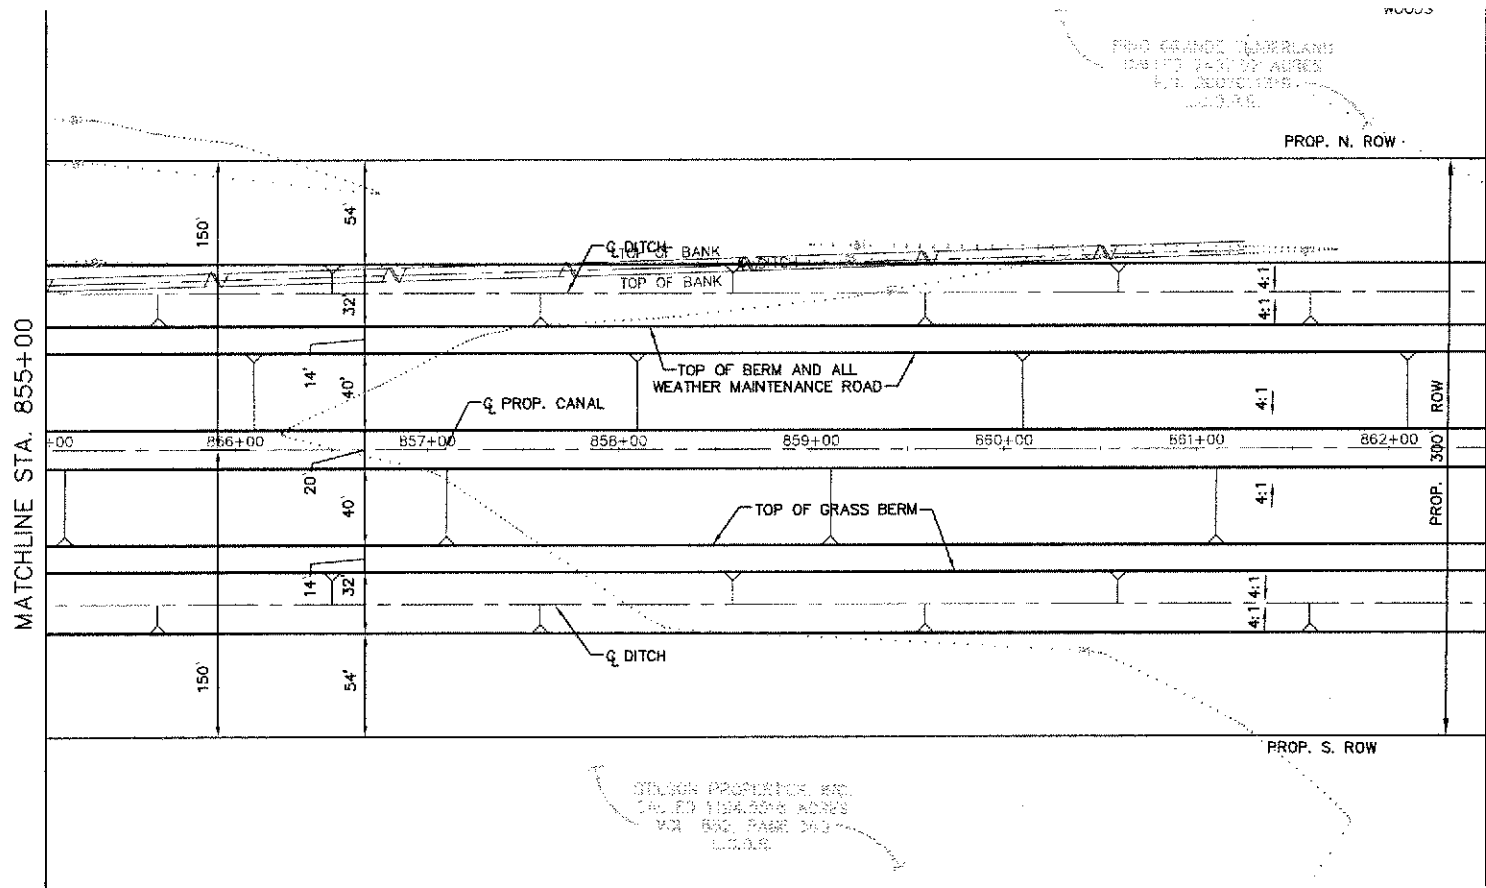 PROP. N. ROW
150'
54'
℄ DITCH
TOP OF BANK
DITCH
TOP OF BANK
4:1
32'
4:1
14'
TOP OF BERM AND ALL
WEATHER MAINTENANCE ROAD
40'
4:1
℄ PROP. CANAL
MATCHLINE STA. 855+00
+00
857+00
858+00
859+00
860+00
861+00
862+00
PROP. 300' ROW
20'
40'
4:1
TOP OF GRASS BERM
14'
32'
4:1
4:1
℄ DITCH
150'
54'
PROP. S. ROW